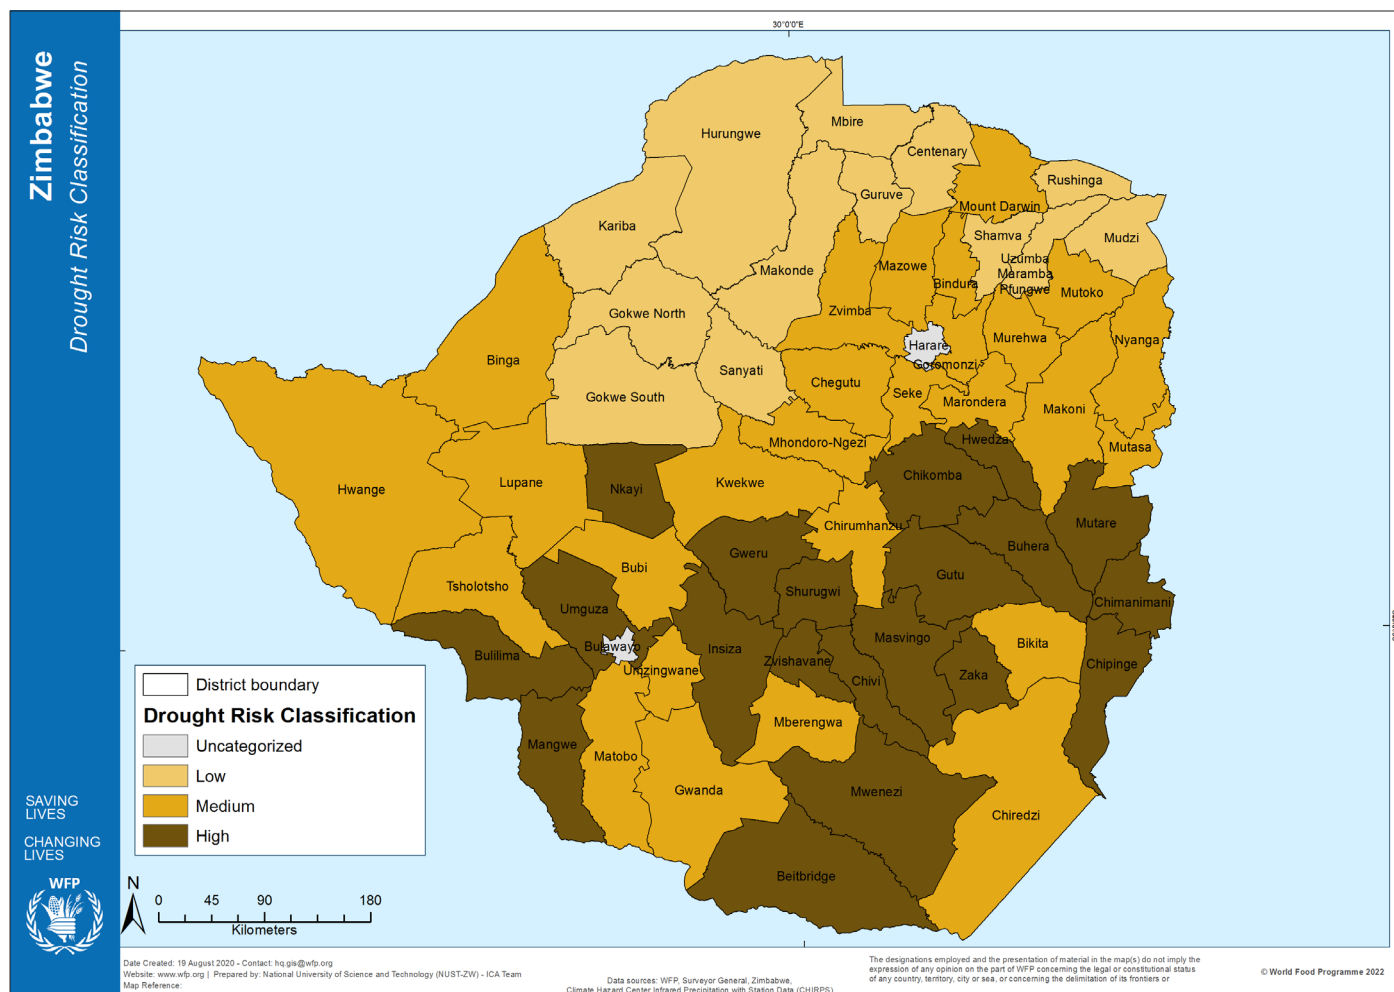 Zimbabwe
Drought Risk Classification
30°0'0"E
Hurungwe
Mbire
Centenary
Guruve
Rushinga
Mount Darwin
Kariba
Shamva
Mudzi
Uzumba
Maramba
Pfungwe
Makonde
Mazowe
Bindura
Mutoko
Gokwe North
Zvimba
Murehwa
Nyanga
Harare
Goromonzi
Binga
Sanyati
Chegutu
Seke
Marondera
Makoni
Gokwe South
Mhondoro-Ngezi
Hwedza
Mutasa
Hwange
Lupane
Nkayi
Kwekwe
Chikomba
Chirumhanzu
Mutare
Gweru
Buhera
Bubi
Gutu
Tsholotsho
Shurugwi
Chimanimani
Umguza
Masvingo
Bikita
Bulawayo
Bulilima
Insiza
Zvishavane
Chipinge
Umzingwane
Chivi
Zaka
Mberengwa
Mangwe
Matobo
Gwanda
Mwenezi
Chiredzi
Beitbridge
District boundary
Drought Risk Classification
Uncategorized
Low
Medium
High
SAVING
LIVES
CHANGING
LIVES
WFP
N
0 45 90 180
Kilometers
Date Created: 19 August 2020 - Contact: hq.gis@wfp.org
Website: www.wfp.org | Prepared by: National University of Science and Technology (NUST-ZW) - ICA Team
Map Reference:
Data sources: WFP, Surveyor General, Zimbabwe,
Climate Hazard Center Infrared Precipitation with Station Data (CHIRPS)
The designations employed and the presentation of material in the map(s) do not imply the
expression of any opinion on the part of WFP concerning the legal or constitutional status
of any country, territory, city or sea, or concerning the delimitation of its frontiers or
© World Food Programme 2022